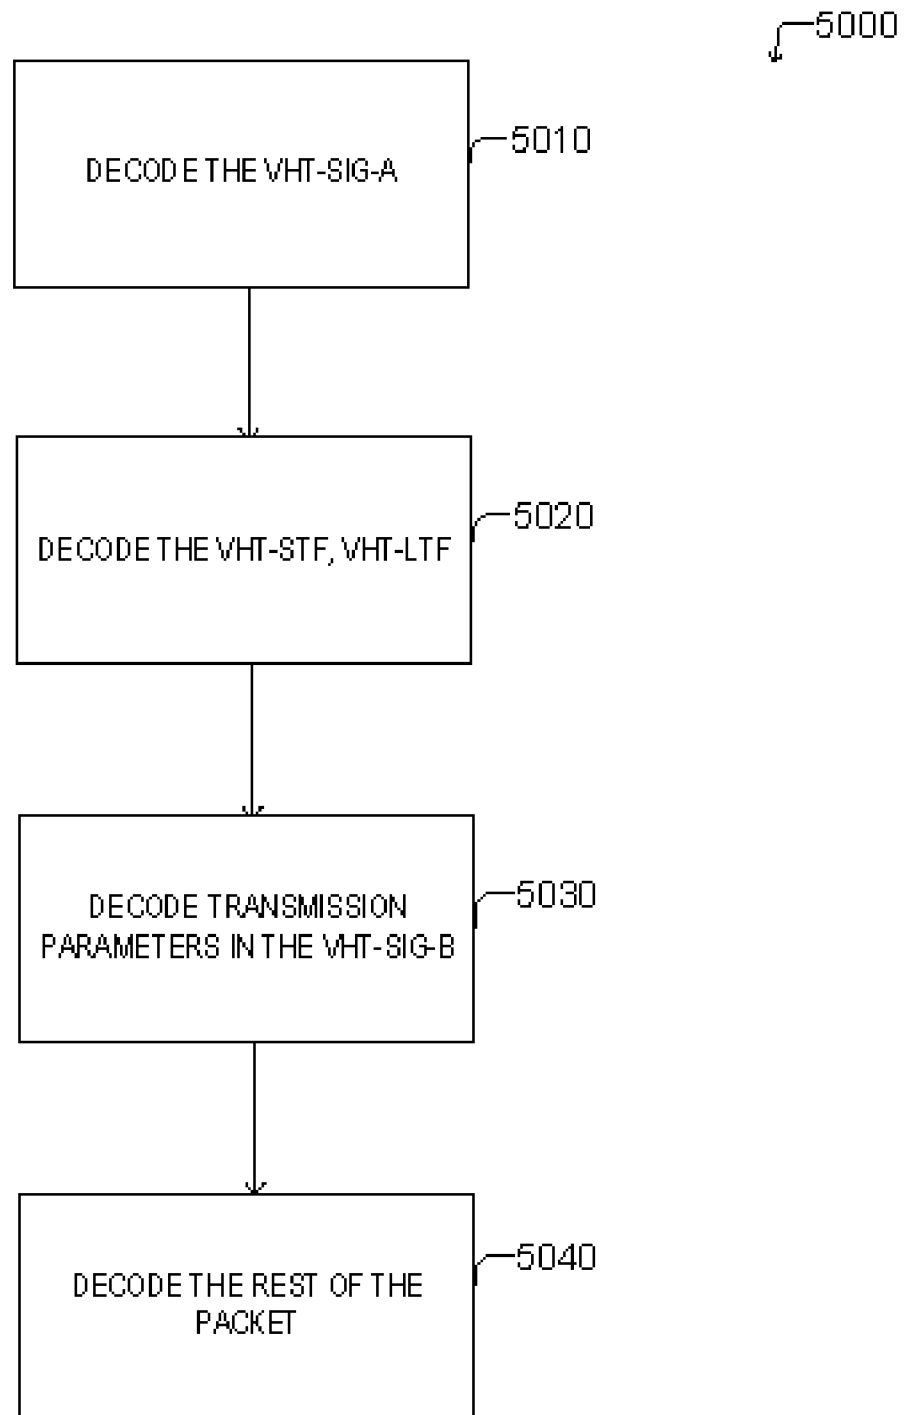 5000
5010
DECODE THE VHT-SIG-A
5020
DECODE THE VHT-STF, VHT-LTF
5030
DECODE TRANSMISSION
PARAMETERS IN THE VHT-SIG-B
5040
DECODE THE REST OF THE
PACKET